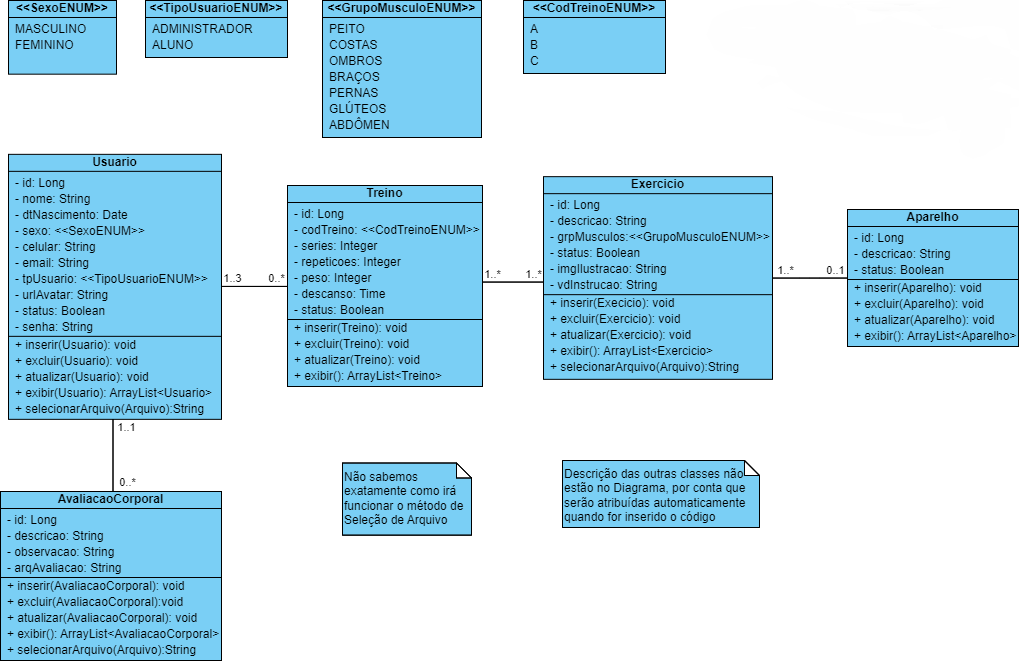 <<SexoENUM>>
MASCULINO
FEMININO
<<TipoUsuarioENUM>>
ADMINISTRADOR
ALUNO
<<GrupoMusculoENUM>>
PEITO
COSTAS
OMBROS
BRAÇOS
PERNAS
GLÚTEOS
ABDÔMEN
<<CodTreinoENUM>>
A
B
C
Usuário
- id: Long
- nome: String
- dtNascimento: Date
- sexo: <<SexoENUM>>
- celular: String
- email: String
- tpUsuario: <<TipoUsuarioENUM>>
- urlAvatar: String
- status: Boolean
- senha: String
+ inserir(Usuario): void
+ excluir(Usuario): void
+ atualizar(Usuario): void
+ exibir(Usuario): ArrayList<Usuario>
+ selecionarArquivo(Arquivo):String
1..3
0..*
Treino
- id: Long
- codTreino: <<CodTreinoENUM>>
- series: Integer
- repeticoes: Integer
- peso: Integer
- descanso: Time
- status: Boolean
+ inserir(Treino): void
+ excluir(Treino): void
+ atualizar(Treino): void
+ exibir(): ArrayList<Treino>
1..*
1..*
Exercicio
- id: Long
- descricao: String
- grpMusculos:<<GrupoMusculoENUM>>
- status: Boolean
- imgIlustracao: String
- vdInstrucao: String
+ inserir(Execicio): void
+ excluir(Exercicio): void
+ atualizar(Exercicio): void
+ exibir(): ArrayList<Exercicio>
+ selecionarArquivo(Arquivo):String
1..*
0..1
Aparelho
- id: Long
- descricao: String
- status: Boolean
+ inserir(Aparelho): void
+ excluir(Aparelho): void
+ atualizar(Aparelho): void
+ exibir(): ArrayList<Aparelho>
1..1
0..*
AvaliacaoCorporal
- id: Long
- descricao: String
- observacao: String
- arqAvaliacao: String
+ inserir(AvaliacaoCorporal): void
+ excluir(AvaliacaoCorporal):void
+ atualizar(AvaliacaoCorporal): void
+ exibir(): ArrayList<AvaliacaoCorporal>
+ selecionarArquivo(Arquivo):String
Não sabemos
exatamente como irá
funcionar o método de
Seleção de Arquivo
Descrição das outras classes não
estão no Diagrama, por conta que
serão atribuídas automaticamente
quando for inserido o código